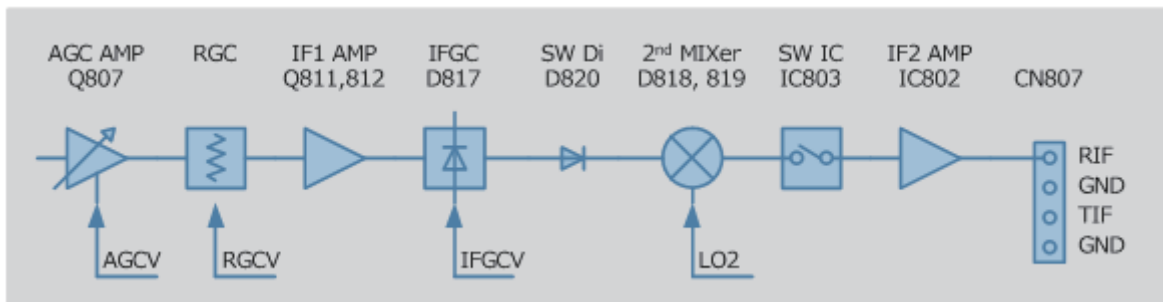 AGC AMP
Q807
RGC
IF1 AMP
Q811,812
IFGC
D817
SW Di
D820
2nd MIXer
D818, 819
SW IC
IC803
IF2 AMP
IC802
CN807
RIF
GND
TIF
GND
AGCV
RGCV
IFGCV
LO2